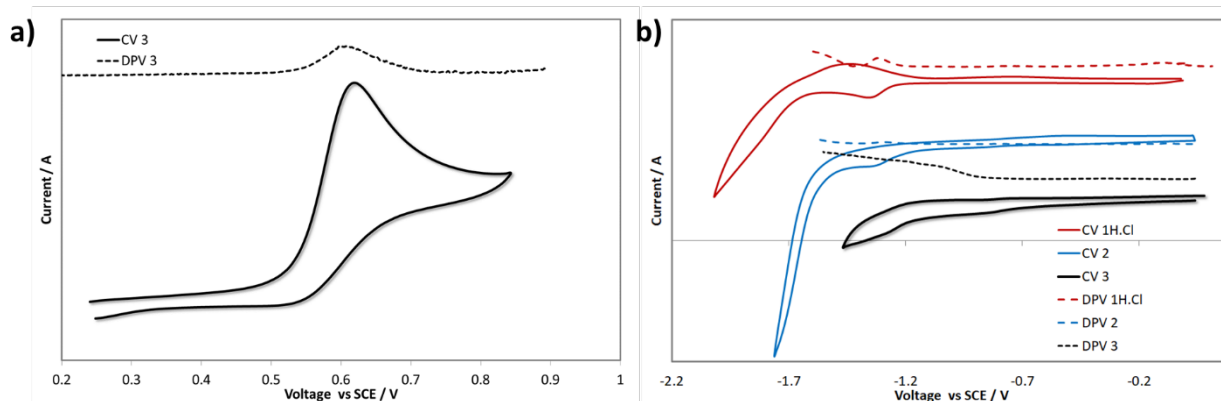 a)
CV 3
DPV 3
Current / A
0.2 0.3 0.4 0.5 0.6 0.7 0.8 0.9 1
Voltage vs SCE / V
b)
Current / A
CV 1H.Cl
CV 2
CV 3
DPV 1H.Cl
DPV 2
DPV 3
-2.2 -1.7 -1.2 -0.7 -0.2
Voltage vs SCE / V